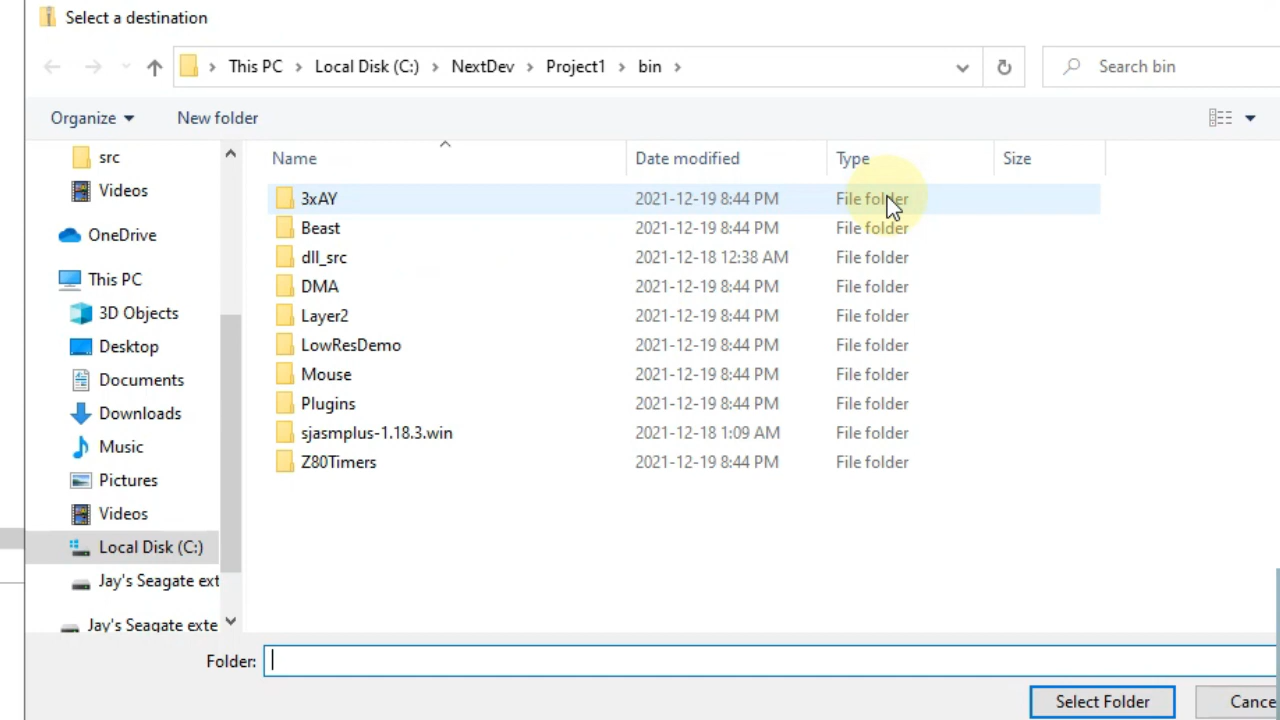 Select a destination
This PC > Local Disk (C:) > NextDev > Project1 > bin >
Search bin
Organize
New folder
src
Videos
OneDrive
This PC
3D Objects
Desktop
Documents
Downloads
Music
Pictures
Videos
Local Disk (C:)
Jay's Seagate ext
Jay's Seagate exte
Name Date modified Type Size
3xAY 2021-12-19 8:44 PM File folder
Beast 2021-12-19 8:44 PM File folder
dll_src 2021-12-18 12:38 AM File folder
DMA 2021-12-19 8:44 PM File folder
Layer2 2021-12-19 8:44 PM File folder
LowResDemo 2021-12-19 8:44 PM File folder
Mouse 2021-12-19 8:44 PM File folder
Plugins 2021-12-19 8:44 PM File folder
sjasmplus-1.18.3.win 2021-12-18 1:09 AM File folder
Z80Timers 2021-12-19 8:44 PM File folder
Folder:
Select Folder
Cance